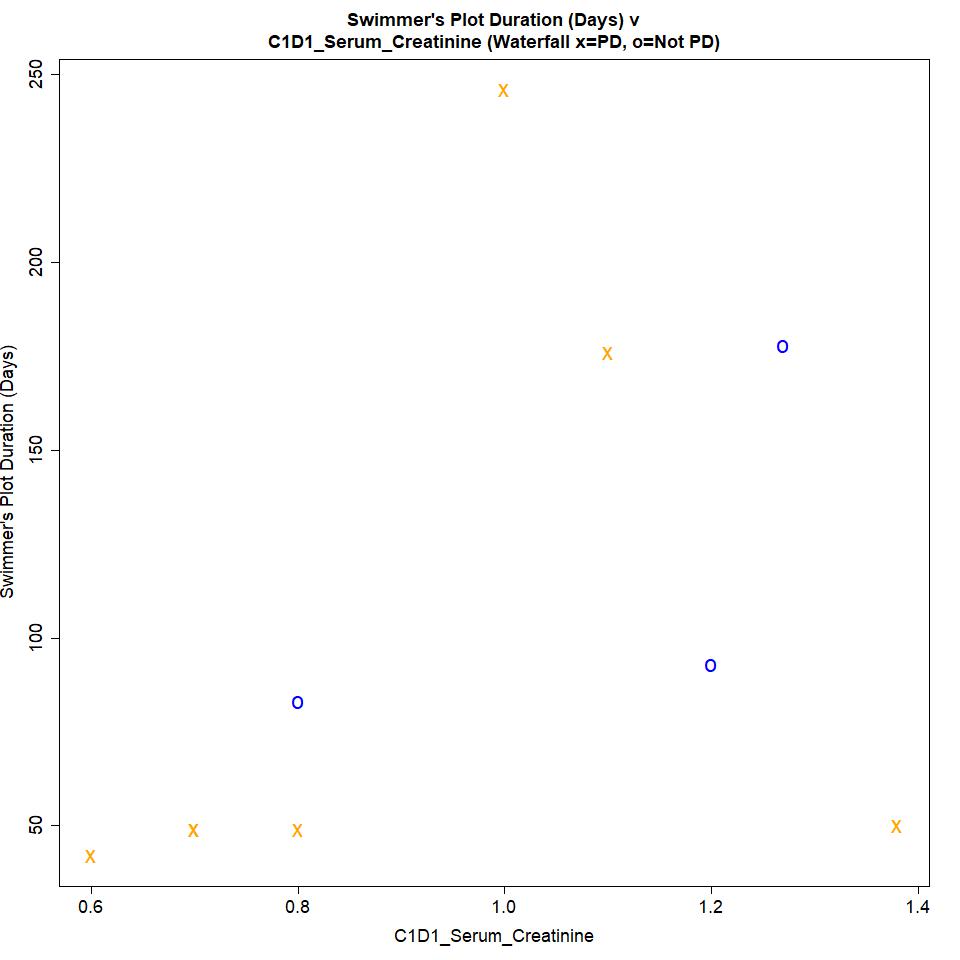 Swimmer's Plot Duration (Days) v
C1D1_Serum_Creatinine (Waterfall x=PD, o=Not PD)
Swimmer's Plot Duration (Days)
250
200
150
100
50
X
X
O
O
O
X
X
X
X
0.6
0.8
1.0
1.2
1.4
C1D1_Serum_Creatinine